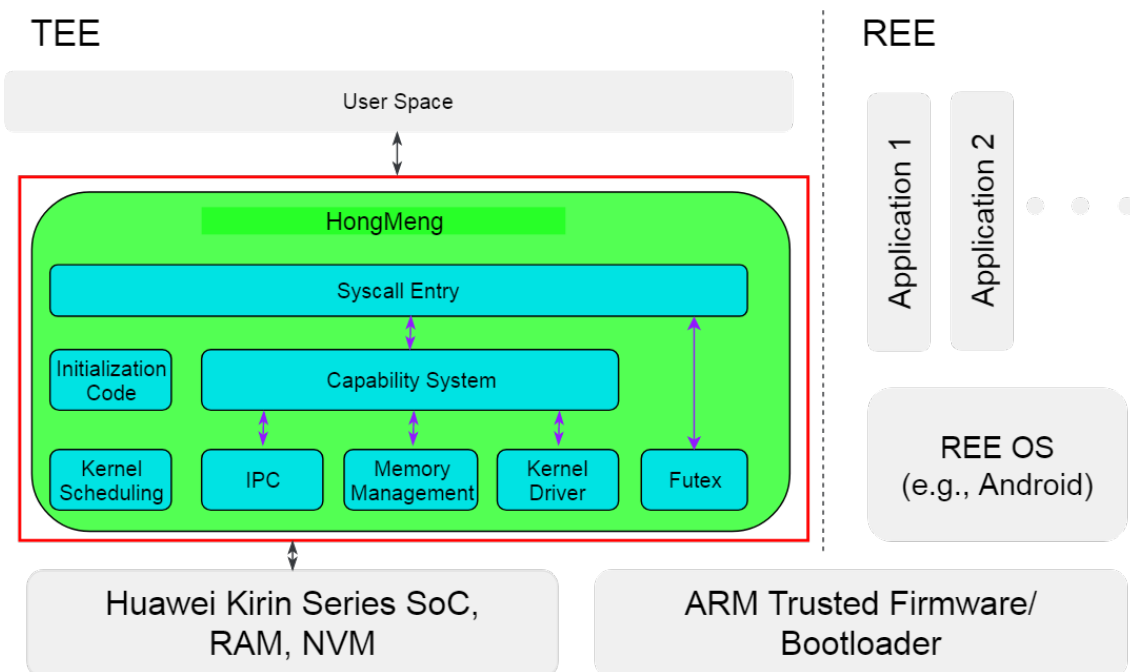 TEE
REE
User Space
HongMeng
Syscall Entry
Initialization
Code
Capability System
Kernel
Scheduling
IPC
Memory
Management
Kernel
Driver
Futex
Application 1
Application 2
REE OS
(e.g., Android)
Huawei Kirin Series SoC,
RAM, NVM
ARM Trusted Firmware/
Bootloader